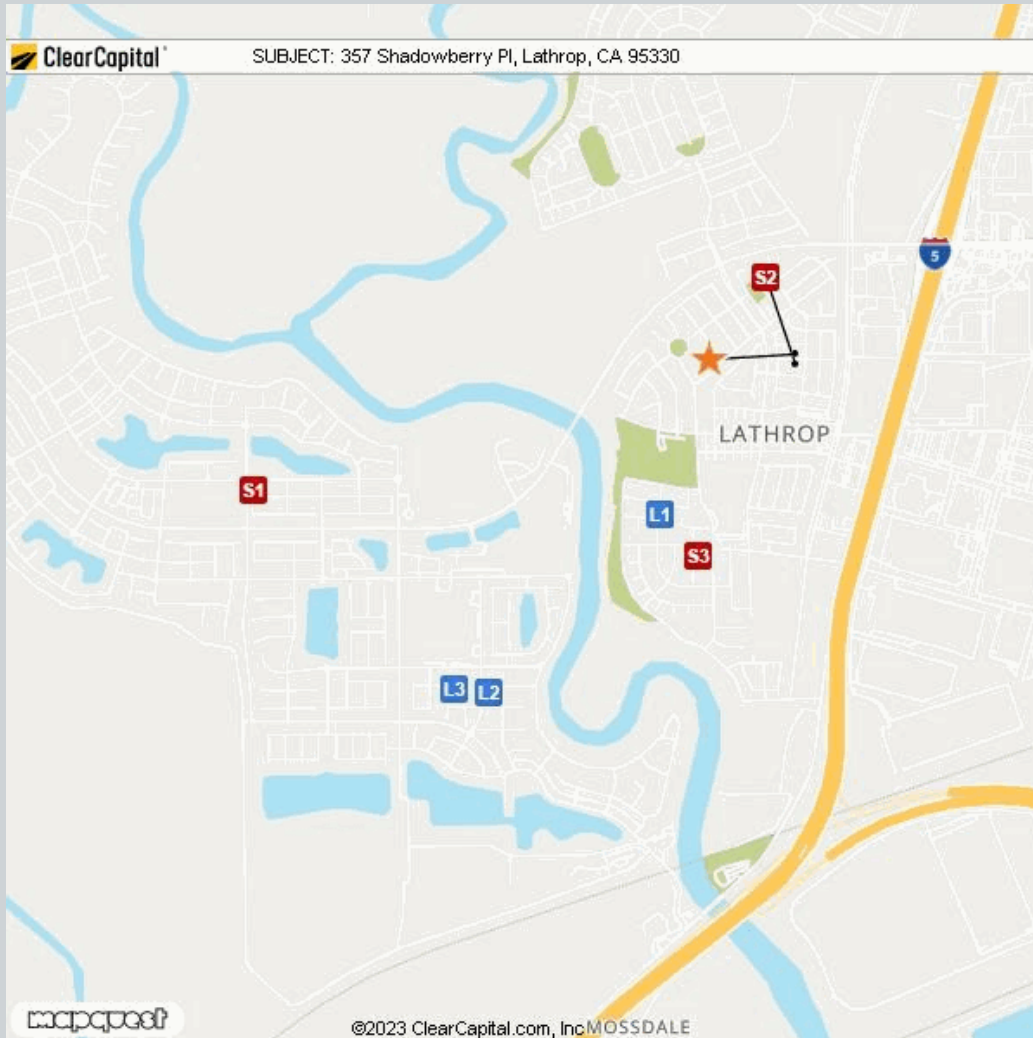 ClearCapital SUBJECT: 357 Shadowberry Pl, Lathrop, CA 95330
5
S2
LATHROP
S1
L1
S3
L3 L2
mapquest
©2023 ClearCapital.com, Inc MOSSDALE